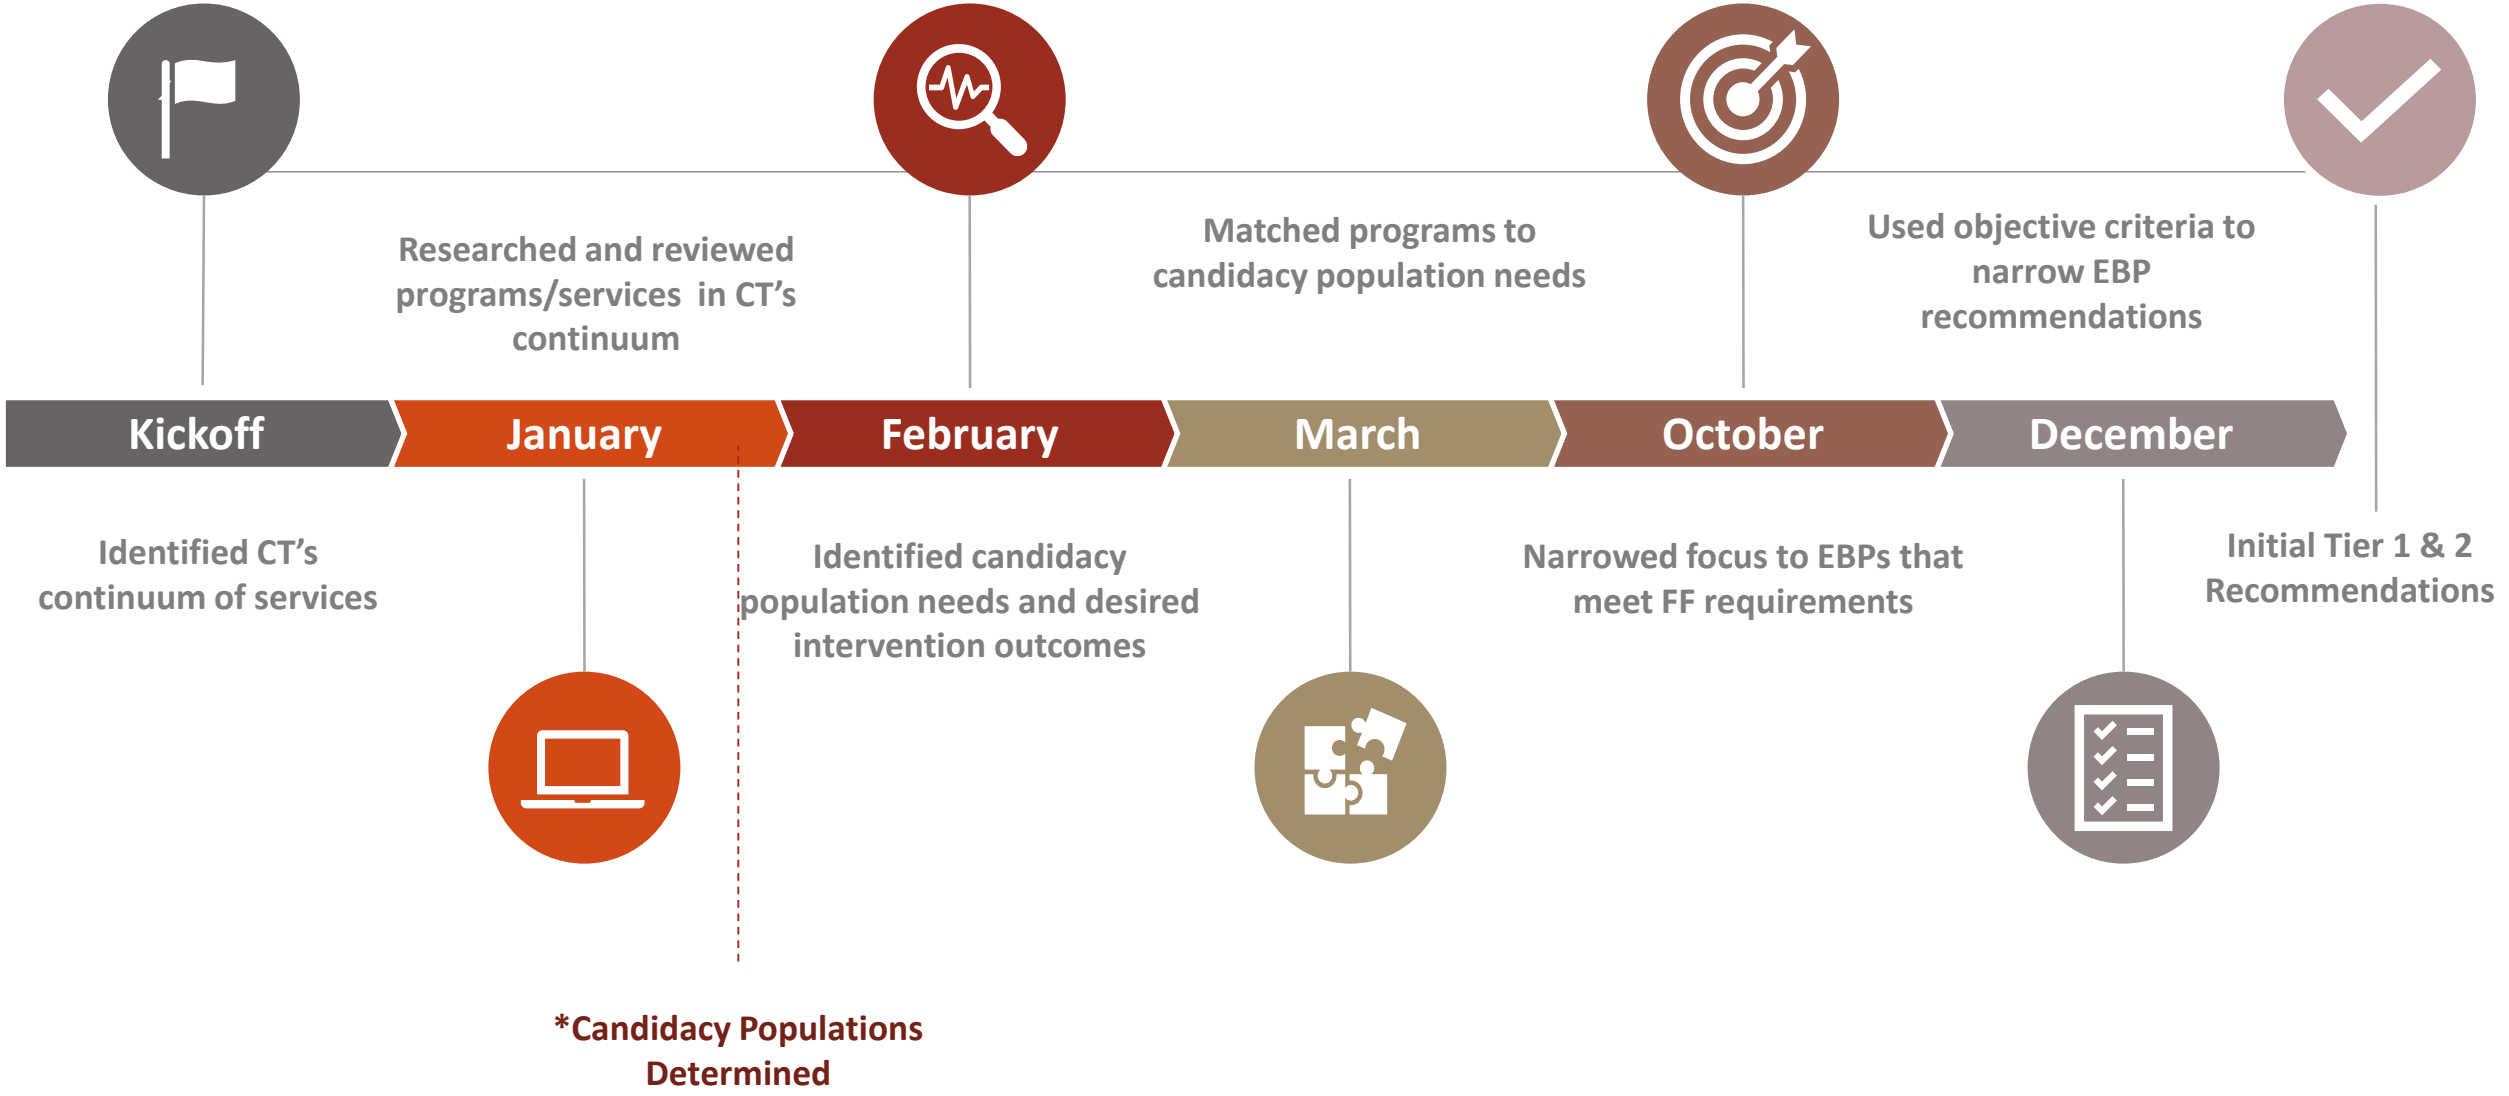 Researched and reviewed
programs/services  in CT's
continuum
Matched programs to
candidacy population needs
Used objective criteria to
narrow EBP
recommendations
Kickoff
January
February
March
October
December
Identified CT's
continuum of services
Identified candidacy
population needs and desired
intervention outcomes
Narrowed focus to EBPs that
meet FF requirements
Initial Tier 1 & 2
Recommendations
*Candidacy Populations
Determined